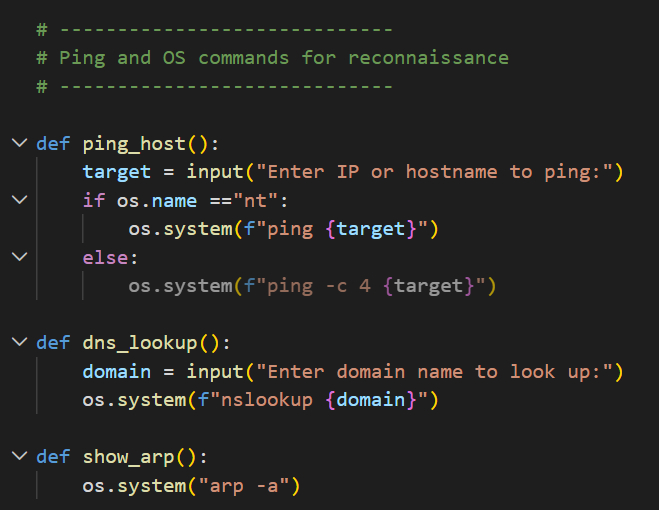 # -----------------------------
# Ping and OS commands for reconnaissance
# -----------------------------
def ping_host():
    target = input("Enter IP or hostname to ping:")
    if os.name =="nt":
        os.system(f"ping {target}")
    else:
        os.system(f"ping -c 4 {target}")
def dns_lookup():
    domain = input("Enter domain name to look up:")
    os.system(f"nslookup {domain}")
def show_arp():
    os.system("arp -a")